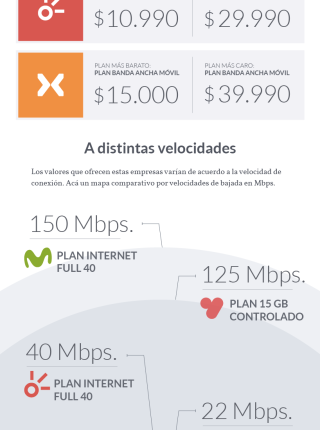 $10.990 $29.990
PLAN MÁS BARATO: PLAN MÁS CARO:
PLAN BANDA ANCHA MÓVIL PLAN BANDA ANCHA MÓVIL
$15.000 $39.990
A distintas velocidades
Los valores que ofrecen estas empresas varían de acuerdo a la velocidad de
conexión. Acá un mapa comparativo por velocidades de bajada en Mbps.
150 Mbps.
PLAN INTERNET
FULL 40
125 Mbps.
PLAN 15 GB
CONTROLADO
40 Mbps.
PLAN INTERNET
FULL 40
22 Mbps.